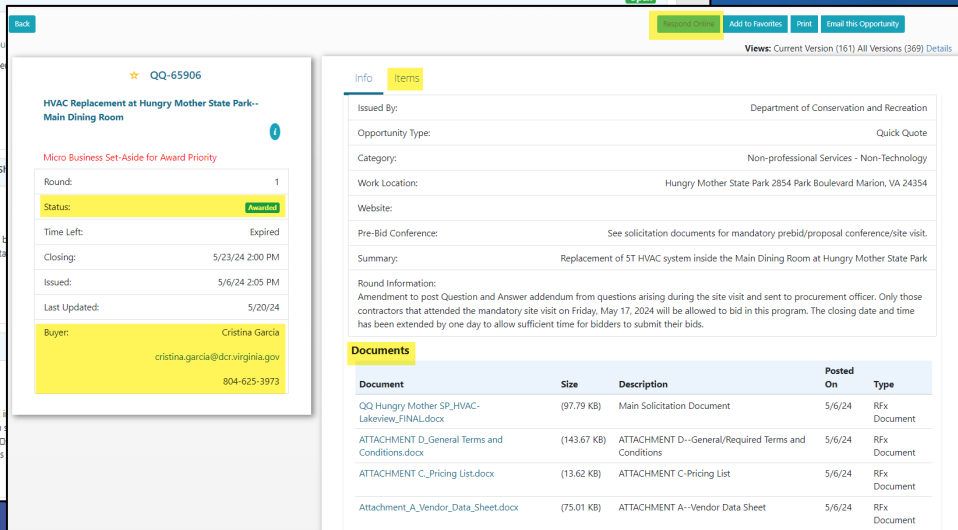 Back
Respond Online Add to Favorites Print Email this Opportunity
Views: Current Version (161) All Versions (369) Details
QQ-65906
HVAC Replacement at Hungry Mother State Park--
Main Dining Room
i
Micro Business Set-Aside for Award Priority
Round: 1
Status: Awarded
Time Left: Expired
Closing: 5/23/24 2:00 PM
Issued: 5/6/24 2:05 PM
Last Updated: 5/20/24
Buyer: Cristina Garcia
cristina.garcia@dcr.virginia.gov
804-625-3973
Info Items
Issued By: Department of Conservation and Recreation
Opportunity Type: Quick Quote
Category: Non-professional Services - Non-Technology
Work Location: Hungry Mother State Park 2854 Park Boulevard Marion, VA 24354
Website:
Pre-Bid Conference: See solicitation documents for mandatory prebid/proposal conference/site visit.
Summary: Replacement of 5T HVAC system inside the Main Dining Room at Hungry Mother State Park
Round Information:
Amendment to post Question and Answer addendum from questions arising during the site visit and sent to procurement officer. Only those
contractors that attended the mandatory site visit on Friday, May 17, 2024 will be allowed to bid in this program. The closing date and time
has been extended by one day to allow sufficient time for bidders to submit their bids.
Documents
Posted
Document Size Description On Type
QQ Hungry Mother SP_HVAC- (97.79 KB) Main Solicitation Document 5/6/24 RFx
Lakeview_FINAL.docx Document
ATTACHMENT D_General Terms and (143.67 KB) ATTACHMENT D--General/Required Terms and 5/6/24 RFx
Conditions.docx Conditions Document
ATTACHMENT C._Pricing List.docx (13.62 KB) ATTACHMENT C-Pricing List 5/6/24 RFx
Document
Attachment_A_Vendor_Data_Sheet.docx (75.01 KB) ATTACHMENT A--Vendor Data Sheet 5/6/24 RFx
Document